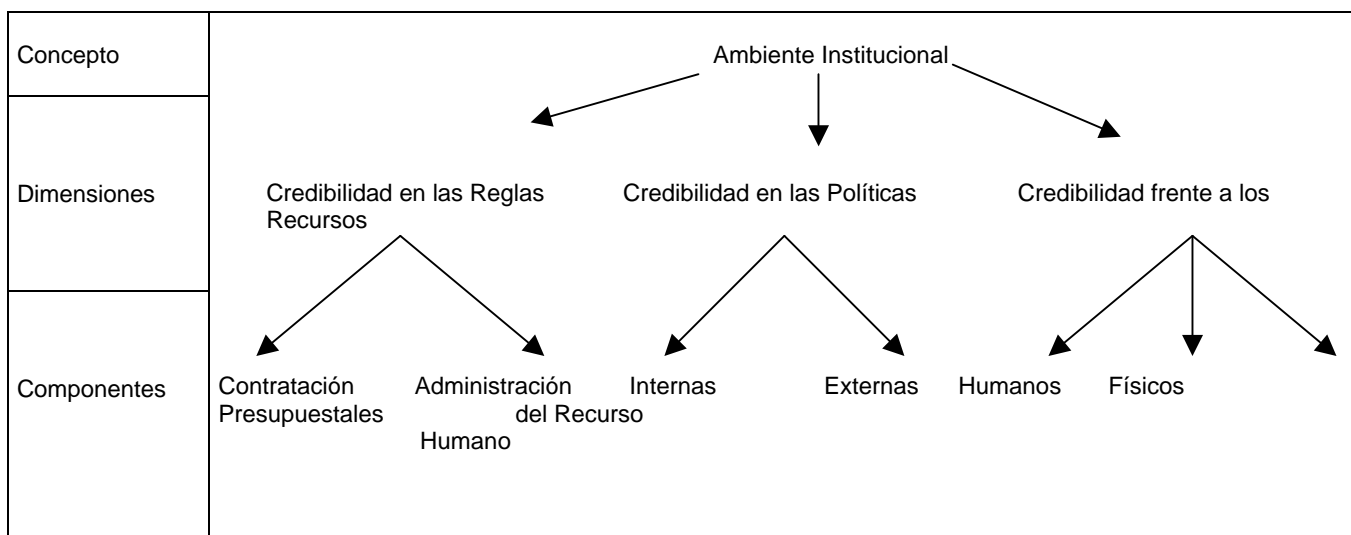 Concepto
Ambiente Institucional
Dimensiones
Credibilidad en las Reglas Credibilidad en las Políticas Credibilidad frente a los
Recursos
Componentes
Contratación Administración Internas Externas Humanos Físicos
Presupuestales del Recurso
Humano